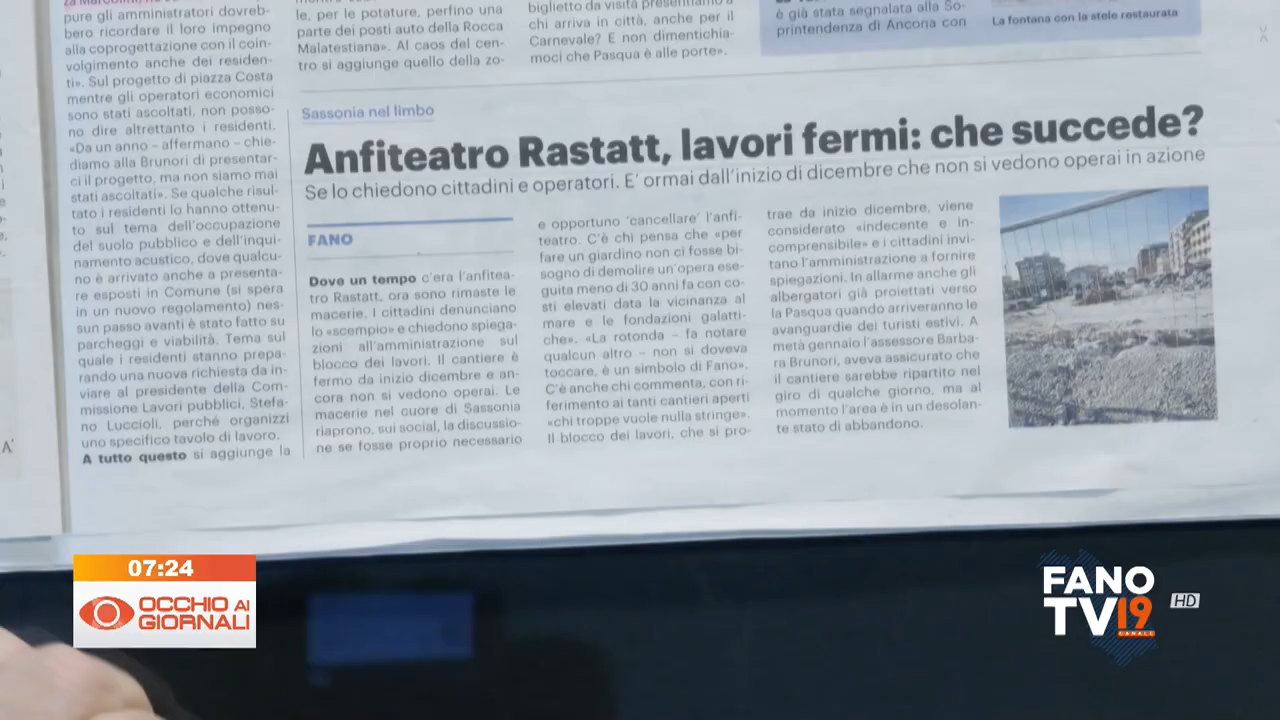 pure gli amministratori dovreb-
bero ricordare il loro impegno
alla coprogettazione con il coin-
volgimento anche dei residen-
ti». Sul progetto di piazza Costa
mentre gli operatori economici
sono stati ascoltati, non posso-
no dire altrettanto i residenti.
«Da un anno – affermano – chie-
diamo alla Brunori di presentar-
ci il progetto, ma non siamo mai
stati ascoltati». Se qualche risul-
tato i residenti lo hanno ottenu-
to sul tema dell'occupazione
del suolo pubblico e dell'inqui-
namento acustico, dove qualcu-
no è arrivato anche a presenta-
re esposti in Comune (si spera
in un nuovo regolamento) nes-
sun passo avanti è stato fatto su
parcheggi e viabilità. Tema sul
quale i residenti stanno prepa-
rando una nuova richiesta da in-
viare al presidente della Com-
missione Lavori pubblici, Stefa-
no Luccioli, perché organizzi
uno specifico tavolo di lavoro.
A tutto questo si aggiunge la
le, per le potature, perfino una
parte dei posti auto della Rocca
Malatestiana». Al caos del cen-
tro si aggiunge quello della zo-
biglietto da visita presentiamo a
chi arriva in città, anche per il
Carnevale? E non dimentichia-
moci che Pasqua è alle porte».
è già stata segnalata alla So-
printendenza di Ancona con
La fontana con la stele restaurata
Sassonia nel limbo
Anfiteatro Rastatt, lavori fermi: che succede?
Se lo chiedono cittadini e operatori. E' ormai dall'inizio di dicembre che non si vedono operai in azione
FANO
Dove un tempo c'era l'anfitea-
tro Rastatt, ora sono rimaste le
macerie. I cittadini denunciano
lo «scempio» e chiedono spiega-
zioni all'amministrazione sul
blocco dei lavori. Il cantiere è
fermo da inizio dicembre e an-
cora non si vedono operai. Le
macerie nel cuore di Sassonia
riaprono, sui social, la discussio-
ne se fosse proprio necessario
e opportuno 'cancellare' l'anfi-
teatro. C'è chi pensa che «per
fare un giardino non ci fosse bi-
sogno di demolire un'opera ese-
guita meno di 30 anni fa con co-
sti elevati data la vicinanza al
mare e le fondazioni galatti-
che». «La rotonda – fa notare
qualcun altro – non si doveva
toccare, è un simbolo di Fano».
C'è anche chi commenta, con ri-
ferimento ai tanti cantieri aperti
«chi troppe vuole nulla stringe».
Il blocco dei lavori, che si pro-
trae da inizio dicembre, viene
considerato «indecente e in-
comprensibile» e i cittadini invi-
tano l'amministrazione a fornire
spiegazioni. In allarme anche gli
albergatori già proiettati verso
la Pasqua quando arriveranno le
avanguardie dei turisti estivi. A
metà gennaio l'assessore Barba-
ra Brunori, aveva assicurato che
il cantiere sarebbe ripartito nel
giro di qualche giorno, ma al
momento l'area è in un desolan-
te stato di abbandono.
07:24
OCCHIO AI
GIORNALI
FANO
TV19
CANALE
HD